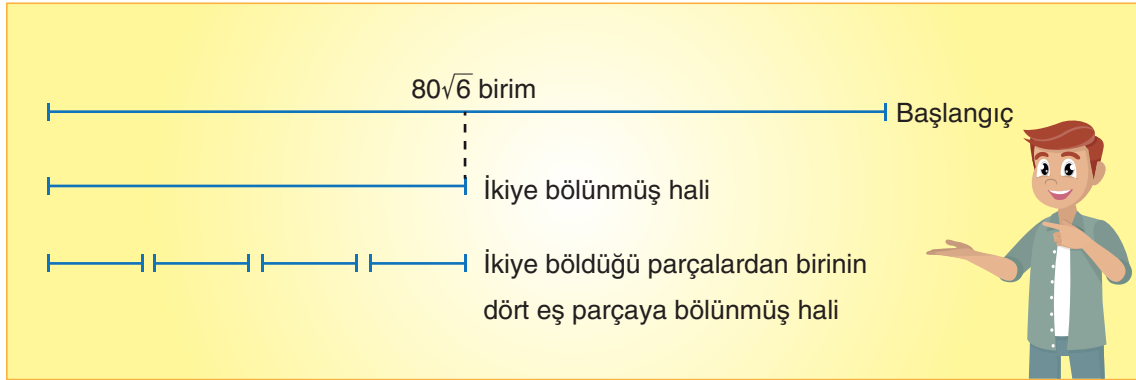 80√6 birim
Başlangıç
İkiye bölünmüş hali
İkiye böldüğü parçalardan birinin
dört eş parçaya bölünmüş hali